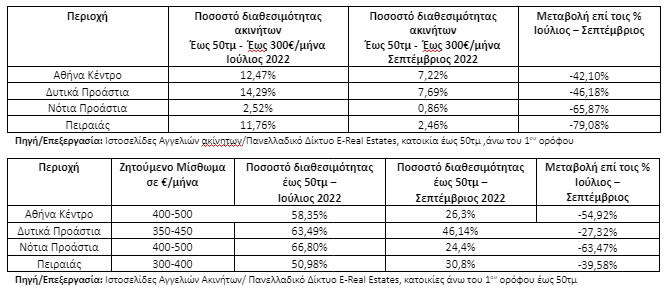 Περιοχή Ποσοστό διαθεσιμότητας ακινήτων Έως 50τμ - Έως 300€/μήνα Ιούλιος 2022 Ποσοστό διαθεσιμότητας ακινήτων Έως 50τμ - Έως 300€/μήνα Σεπτέμβριος 2022 Μεταβολή επί τοις % Ιούλιος – Σεπτέμβριος
Αθήνα Κέντρο 12,47% 7,22% -42,10%
Δυτικά Προάστια 14,29% 7,69% -46,18%
Νότια Προάστια 2,52% 0,86% -65,87%
Πειραιάς 11,76% 2,46% -79,08%
Πηγή/Επεξεργασία: Ιστοσελίδες Αγγελιών ακίνητων/Πανελλαδικό Δίκτυο E-Real Estates, κατοικία έως 50τμ ,άνω του 1ου ορόφου
Περιοχή Ζητούμενο Μίσθωμα σε €/μήνα Ποσοστό διαθεσιμότητας έως 50τμ – Ιούλιος 2022 Ποσοστό διαθεσιμότητας έως 50τμ – Σεπτέμβριος 2022 Μεταβολή επί τοις % Ιούλιος – Σεπτέμβριος
Αθήνα Κέντρο 400-500 58,35% 26,3% -54,92%
Δυτικά Προάστια 350-450 63,49% 46,14% -27,32%
Νότια Προάστια 400-500 66,80% 24,4% -63,47%
Πειραιάς 300-400 50,98% 30,8% -39,58%
Πηγή/Επεξεργασία: Ιστοσελίδες Αγγελιών Ακινήτων/ Πανελλαδικό Δίκτυο E-Real Estates, κατοικίες άνω του 1ου ορόφου έως 50τμ